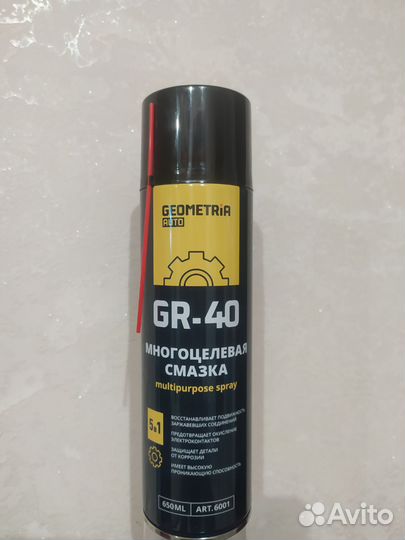 GEOMETRiA
AUTO
GR-40
МНОГОЦЕЛЕВАЯ
СМАЗКА
multipurpose spray
5в1
ВОССТАНАВЛИВАЕТ ПОДВИЖНОСТЬ
ЗАРЖАВЕВШИХ СОЕДИНЕНИЙ
ПРЕДОТВРАЩАЕТ ОКИСЛЕНИЕ
ЭЛЕКТРОКОНТАКТОВ
ЗАЩИЩАЕТ ДЕТАЛИ
ОТ КОРРОЗИИ
ИМЕЕТ ВЫСОКУЮ
ПРОНИКАЮЩУЮ СПОСОБНОСТЬ
650ML
ART.6001
Avito